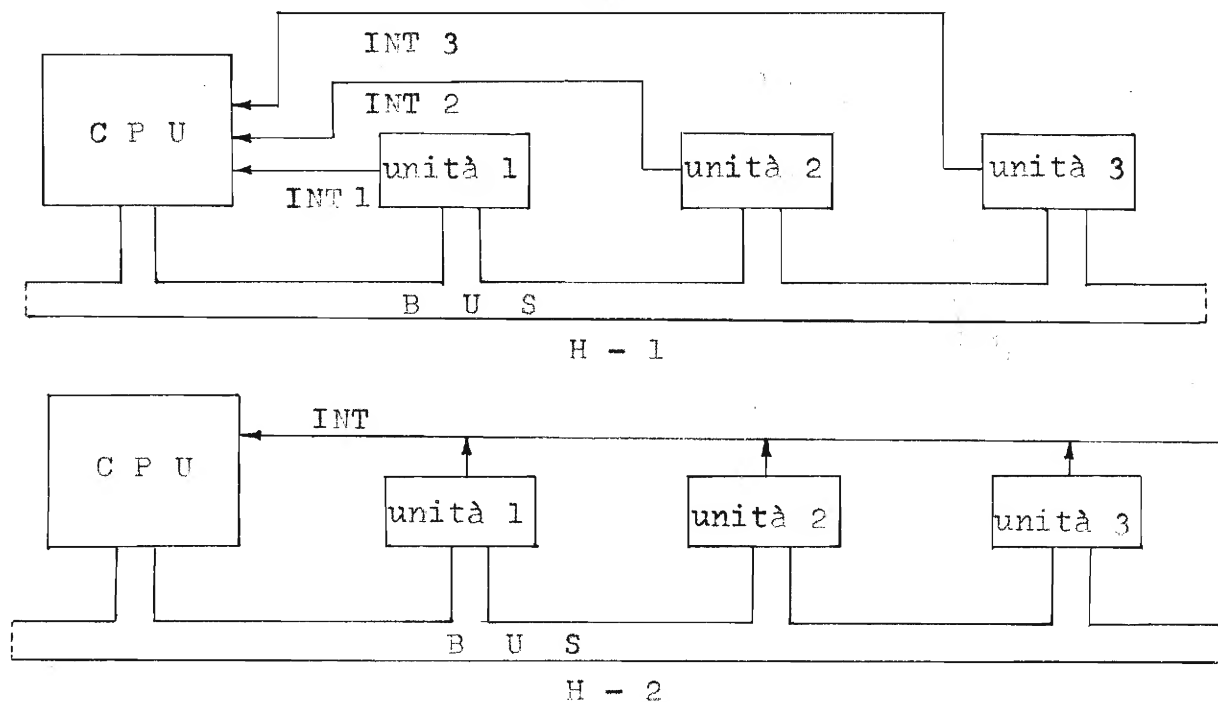 INT 3
INT 2
C P U
unità 1
unità 2
unità 3
INT 1
B U S
H - 1
INT
C P U
unità 1
unità 2
unità 3
B U S
H - 2